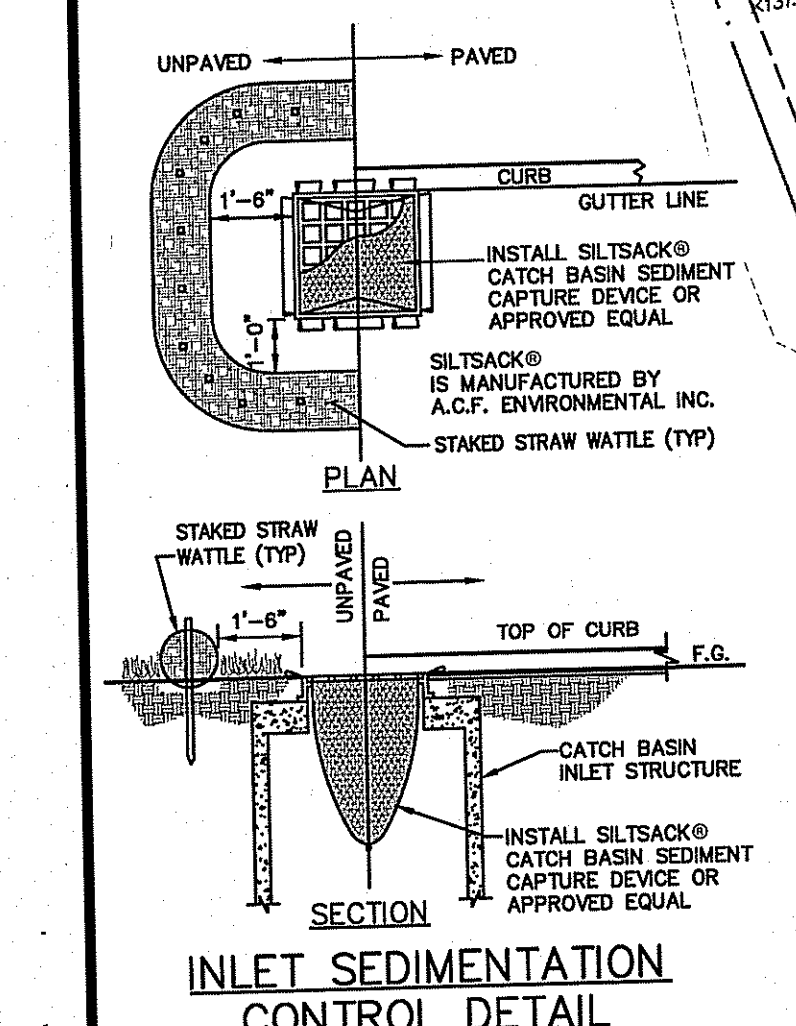 UNPAVED
PAVED
CURB
GUTTER LINE
1'-6"
INSTALL SILTSACK®
CATCH BASIN SEDIMENT
CAPTURE DEVICE OR
APPROVED EQUAL
1'-0"
SILTSACK®
IS MANUFACTURED BY
A.C.F. ENVIRONMENTAL INC.
STAKED STRAW WATTLE (TYP)
PLAN
STAKED STRAW
WATTLE (TYP)
UNPAVED
PAVED
1'-6"
TOP OF CURB
F.G.
CATCH BASIN
INLET STRUCTURE
INSTALL SILTSACK®
CATCH BASIN SEDIMENT
CAPTURE DEVICE OR
APPROVED EQUAL
SECTION
INLET SEDIMENTATION
CONTROL DETAIL